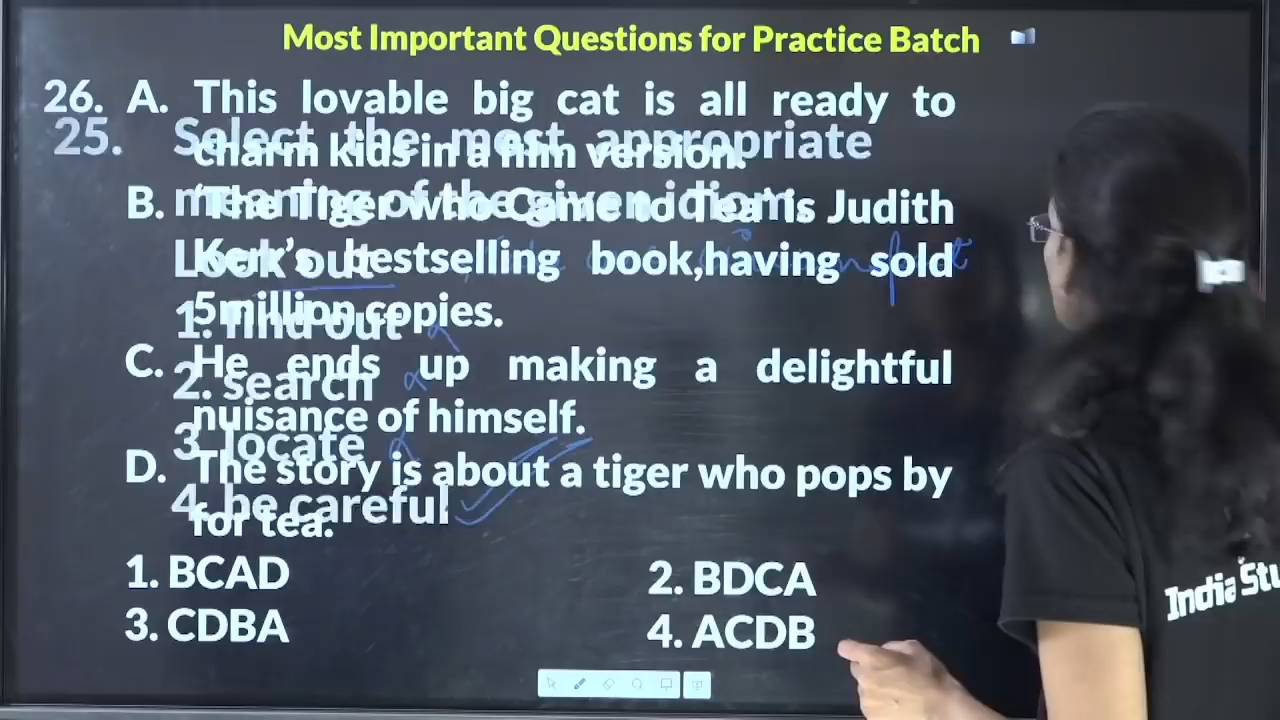 Most Important Questions for Practice Batch
26. A. This lovable big cat is all ready to
charm kids in a film version.
B. 'The Tiger who Came to Tea' is Judith
Kerr's bestselling book,having sold
5million copies.
C. He ends up making a delightful
nuisance of himself.
D. The story is about a tiger who pops by
for tea.
1. BCAD
2. BDCA
3. CDBA
4. ACDB
25. Select the most appropriate
meaning of the given idiom.
Look out
1. find out
2. search
3. locate
4. be careful
India Stu